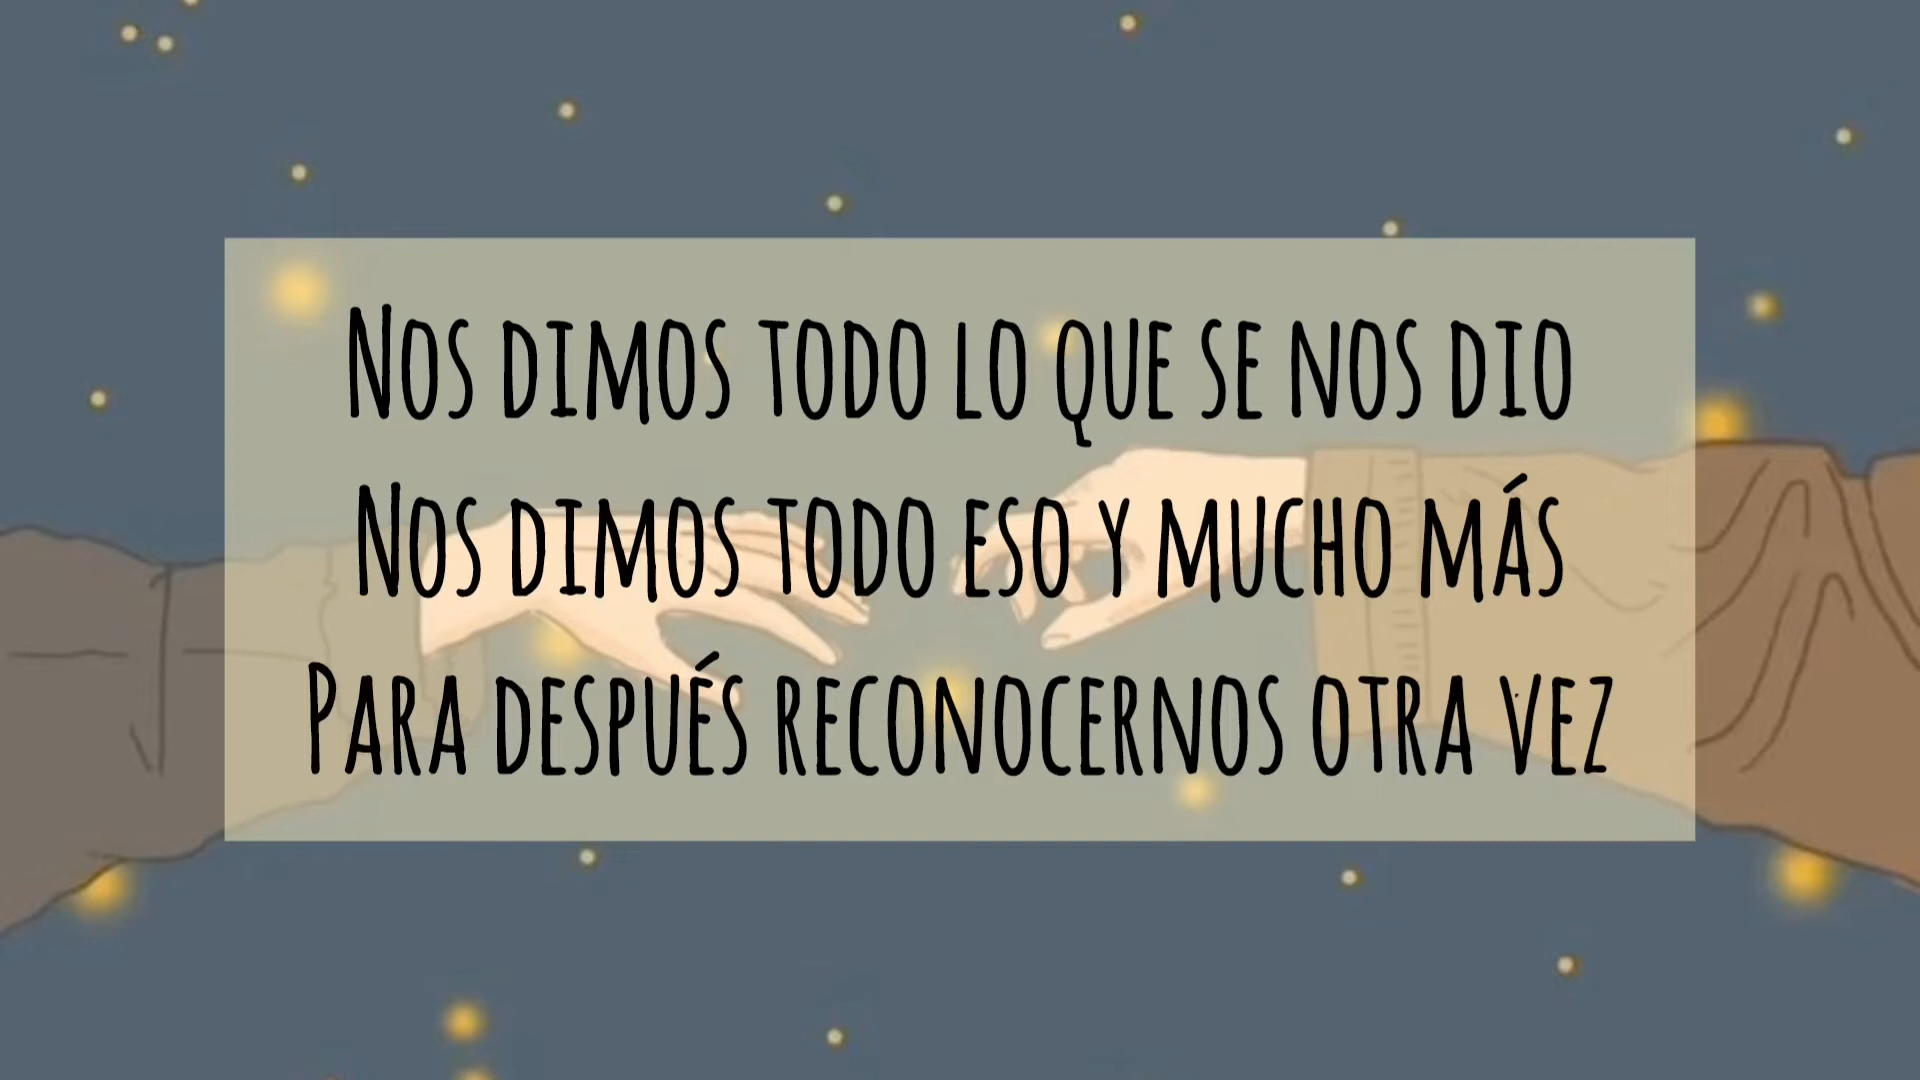 Nos dimos todo lo que se nos dio
Nos dimos todo eso y mucho más
Para después reconocernos otra vez